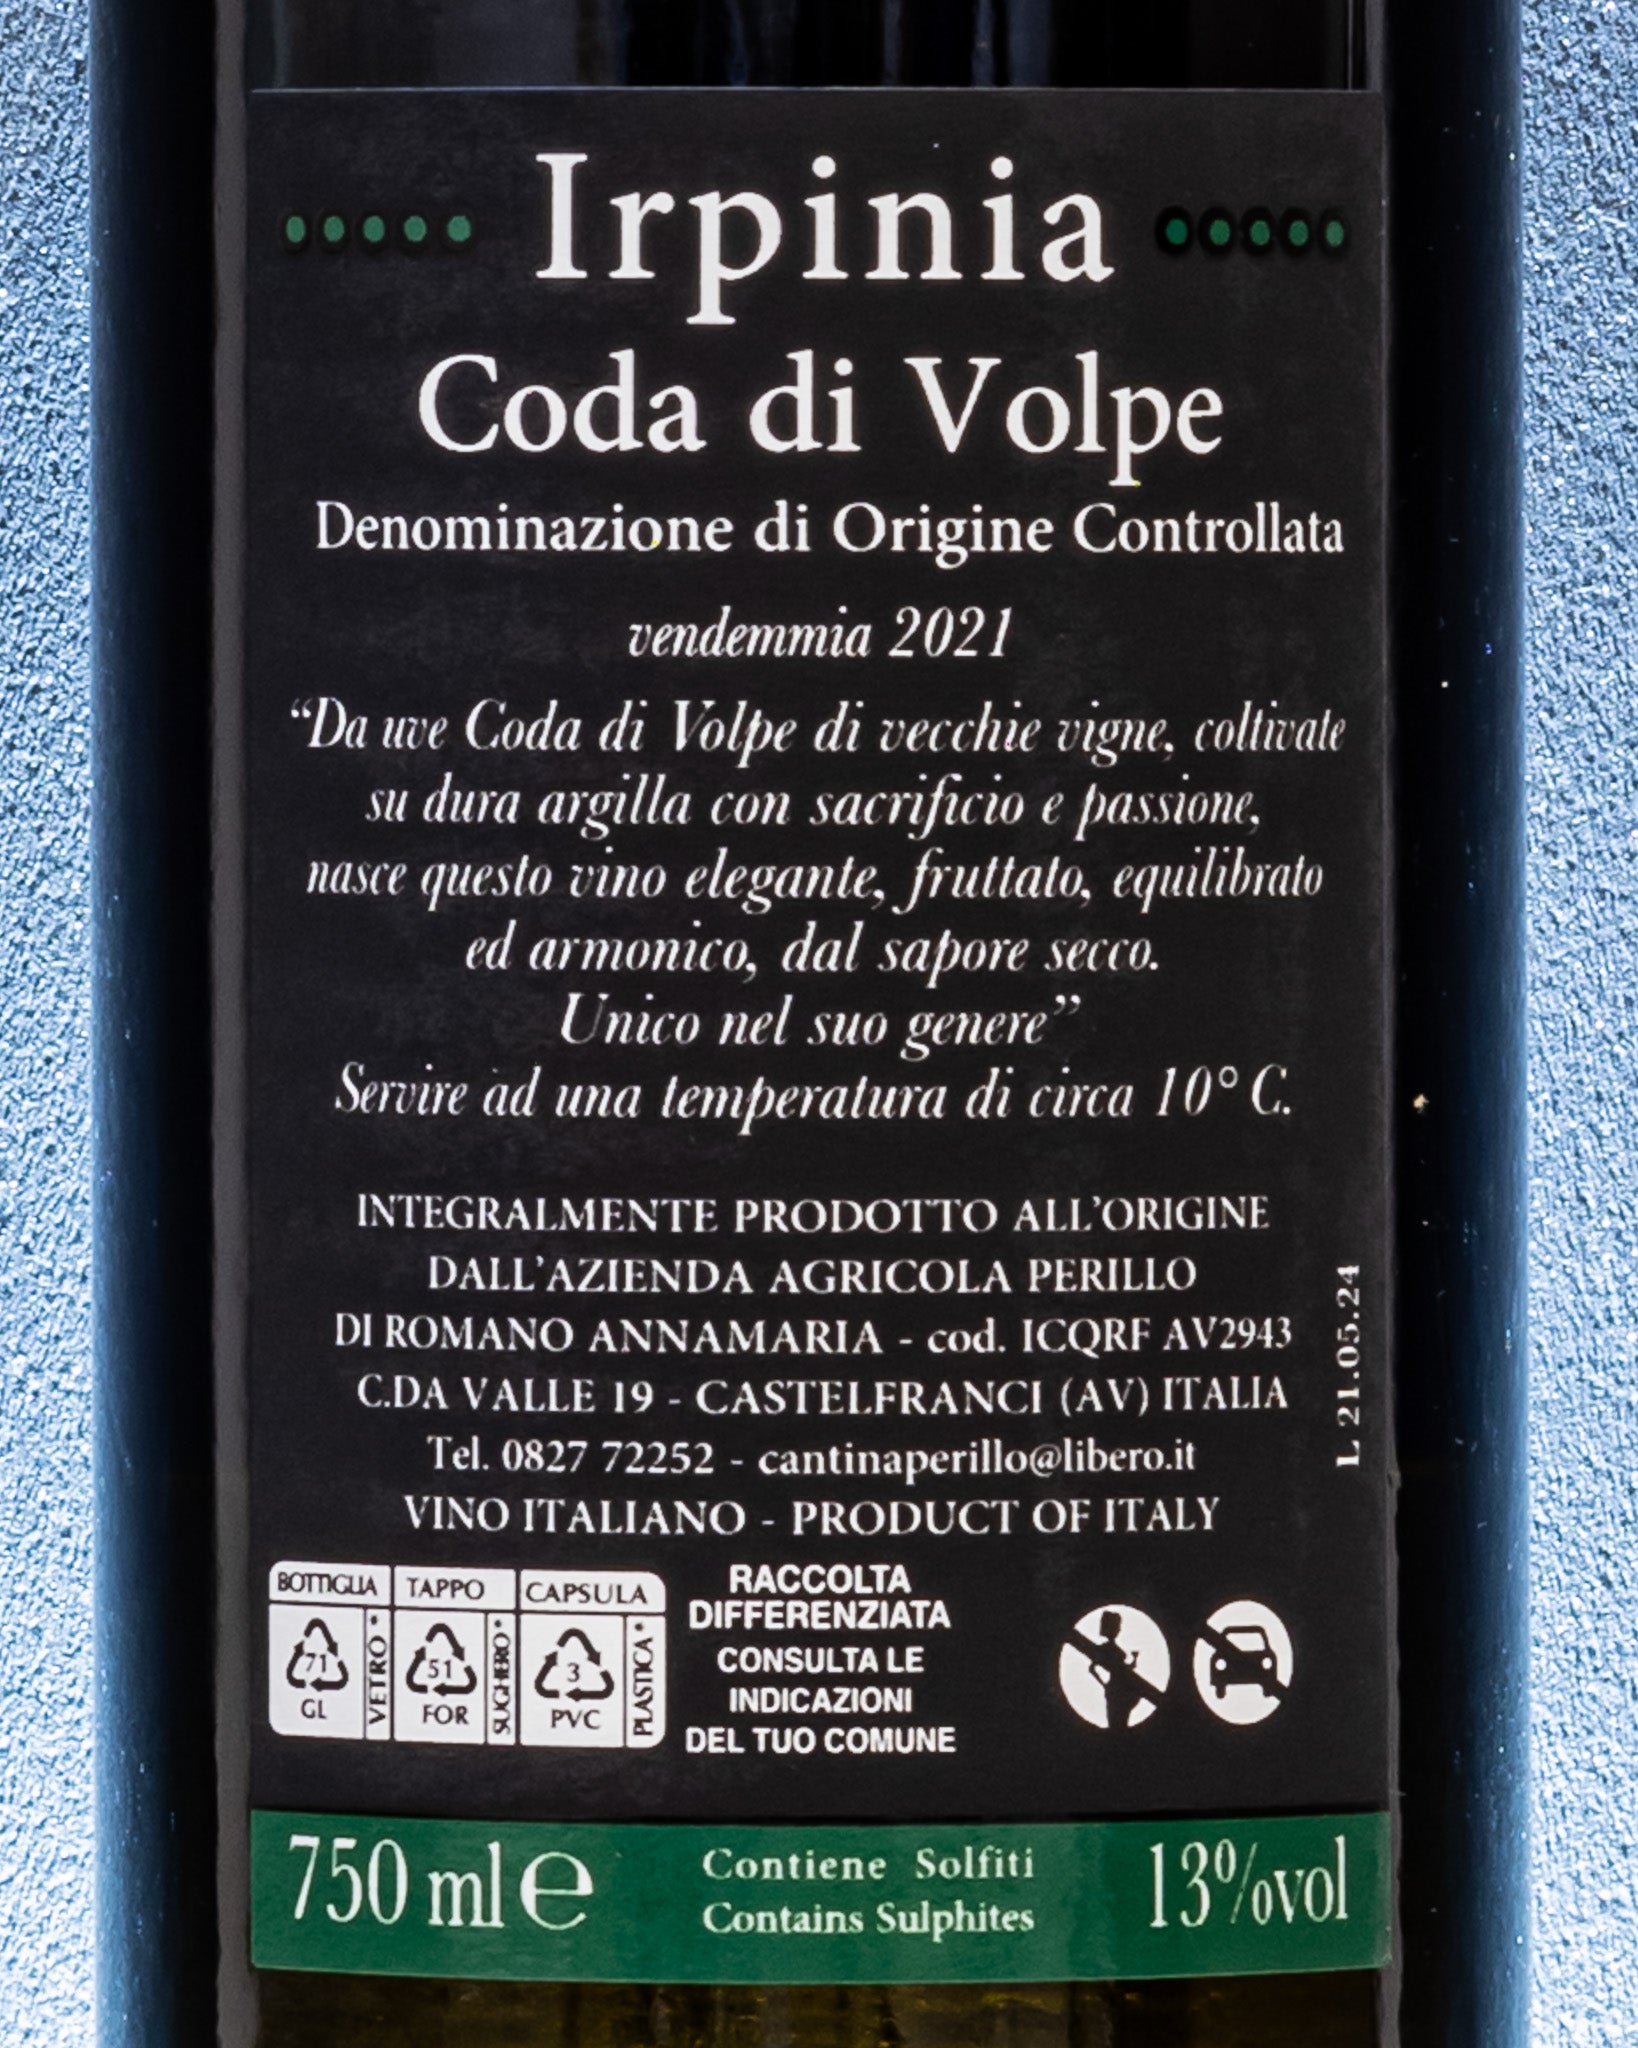 Irpinia
Coda di Volpe
Denominazione di Origine Controllata
vendemmia 2021
“Da uve Coda di Volpe di vecchie vigne, coltivate
su dura argilla con sacrificio e passione,
nasce questo vino elegante, fruttato, equilibrato
ed armonico, dal sapore secco.
Unico nel suo genere”
Servire ad una temperatura di circa 10° C.
INTEGRALMENTE PRODOTTO ALL'ORIGINE
DALL'AZIENDA AGRICOLA PERILLO
DI ROMANO ANNAMARIA - cod. ICQRF AV2943
C.DA VALLE 19 - CASTELFRANCI (AV) ITALIA
Tel. 0827 72252 - cantinaperillo@libero.it
VINO ITALIANO - PRODUCT OF ITALY
L 21.05.24
BOTTIGLIA TAPPO CAPSULA
71 GL VETRO*
51 FOR SUGHERO*
3 PVC PLASTICA*
RACCOLTA
DIFFERENZIATA
CONSULTA LE
INDICAZIONI
DEL TUO COMUNE
750 ml e
Contiene Solfiti
Contains Sulphites
13%vol